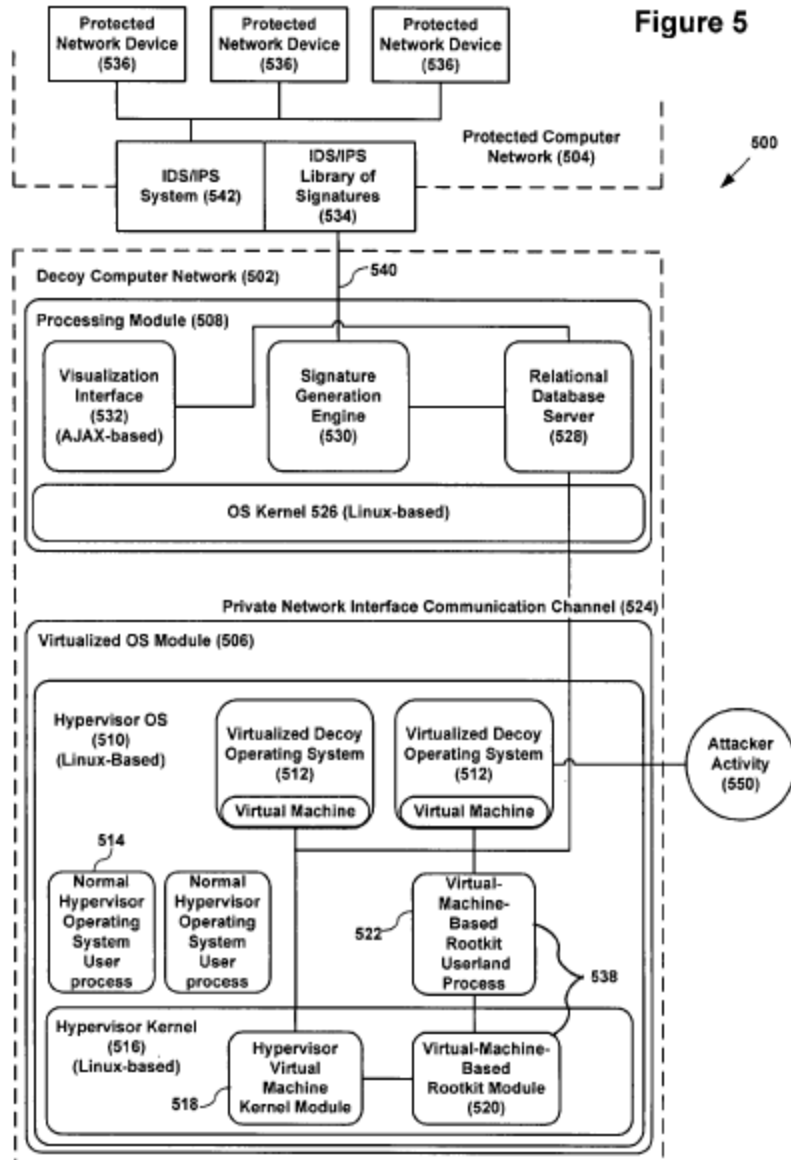 Figure 5
Protected
Network Device
(536)
Protected
Network Device
(536)
Protected
Network Device
(536)
Protected Computer
Network (504)
500
IDS/IPS
System (542)
IDS/IPS
Library of
Signatures
(534)
Decoy Computer Network (502)
540
Processing Module (508)
Visualization
Interface
(532)
(AJAX-based)
Signature
Generation
Engine
(530)
Relational
Database
Server
(528)
OS Kernel 526 (Linux-based)
Private Network Interface Communication Channel (524)
Virtualized OS Module (506)
Hypervisor OS
(510)
(Linux-Based)
Virtualized Decoy
Operating System
(512)
Virtual Machine
Virtualized Decoy
Operating System
(512)
Virtual Machine
Attacker
Activity
(550)
514
Normal
Hypervisor
Operating
System
User
process
Normal
Hypervisor
Operating
System
User
process
522
Virtual-
Machine-
Based
Rootkit
Userland
Process
538
Hypervisor Kernel
(516)
(Linux-based)
518
Hypervisor
Virtual
Machine
Kernel Module
Virtual-Machine-
Based
Rootkit Module
(520)